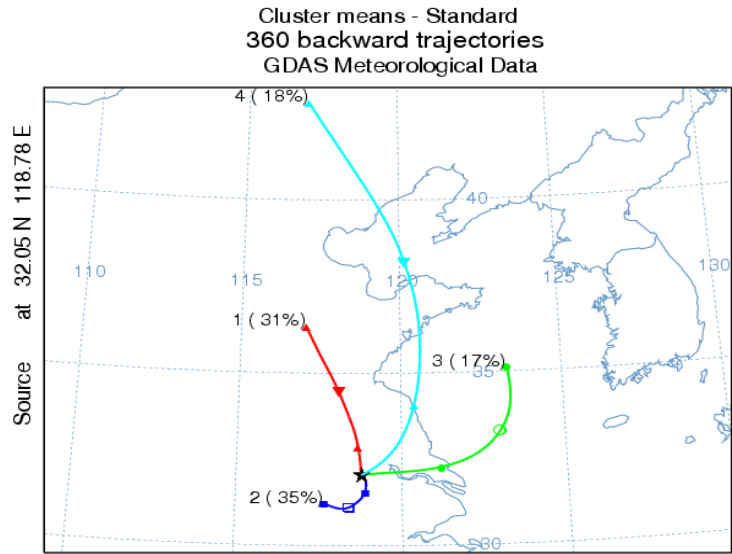 Cluster means - Standard
360 backward trajectories
GDAS Meteorological Data
Source at 32.05 N 118.78 E
4 ( 18%)
40
110
115
120
125
130
1 ( 31%)
3 ( 17%)
35
2 ( 35%)
30